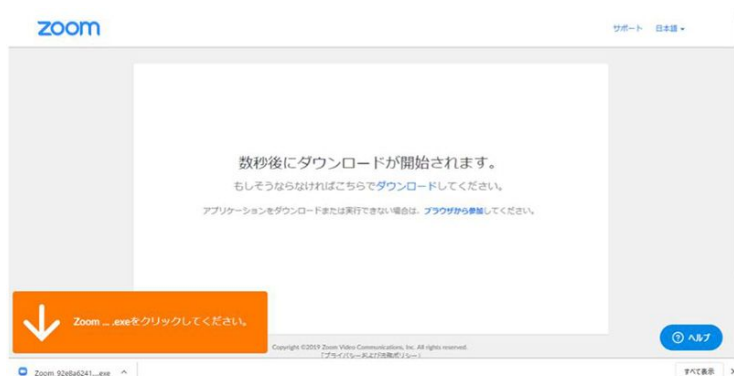 zoom
サポート 日本語
数秒後にダウンロードが開始されます。
もしそうならなければこちらでダウンロードしてください。
アプリケーションをダウンロードまたは実行できない場合は、ブラウザから参加してください。
Zoom ... .exeをクリックしてください。
ヘルプ
Copyright ©2019 Zoom Video Communications, Inc. All rights reserved.
「プライバシーおよび法務ポリシー」
Zoom_92e8a6241....exe
すべて表示